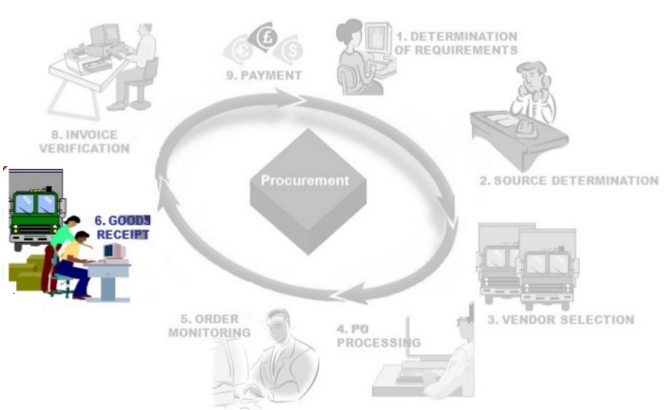 1. DETERMINATION
OF REQUIREMENTS
2. SOURCE DETERMINATION
3. VENDOR SELECTION
4. PO
PROCESSING
5. ORDER
MONITORING
6. GOODS
RECEIPT
8. INVOICE
VERIFICATION
9. PAYMENT
£
$
Procurement